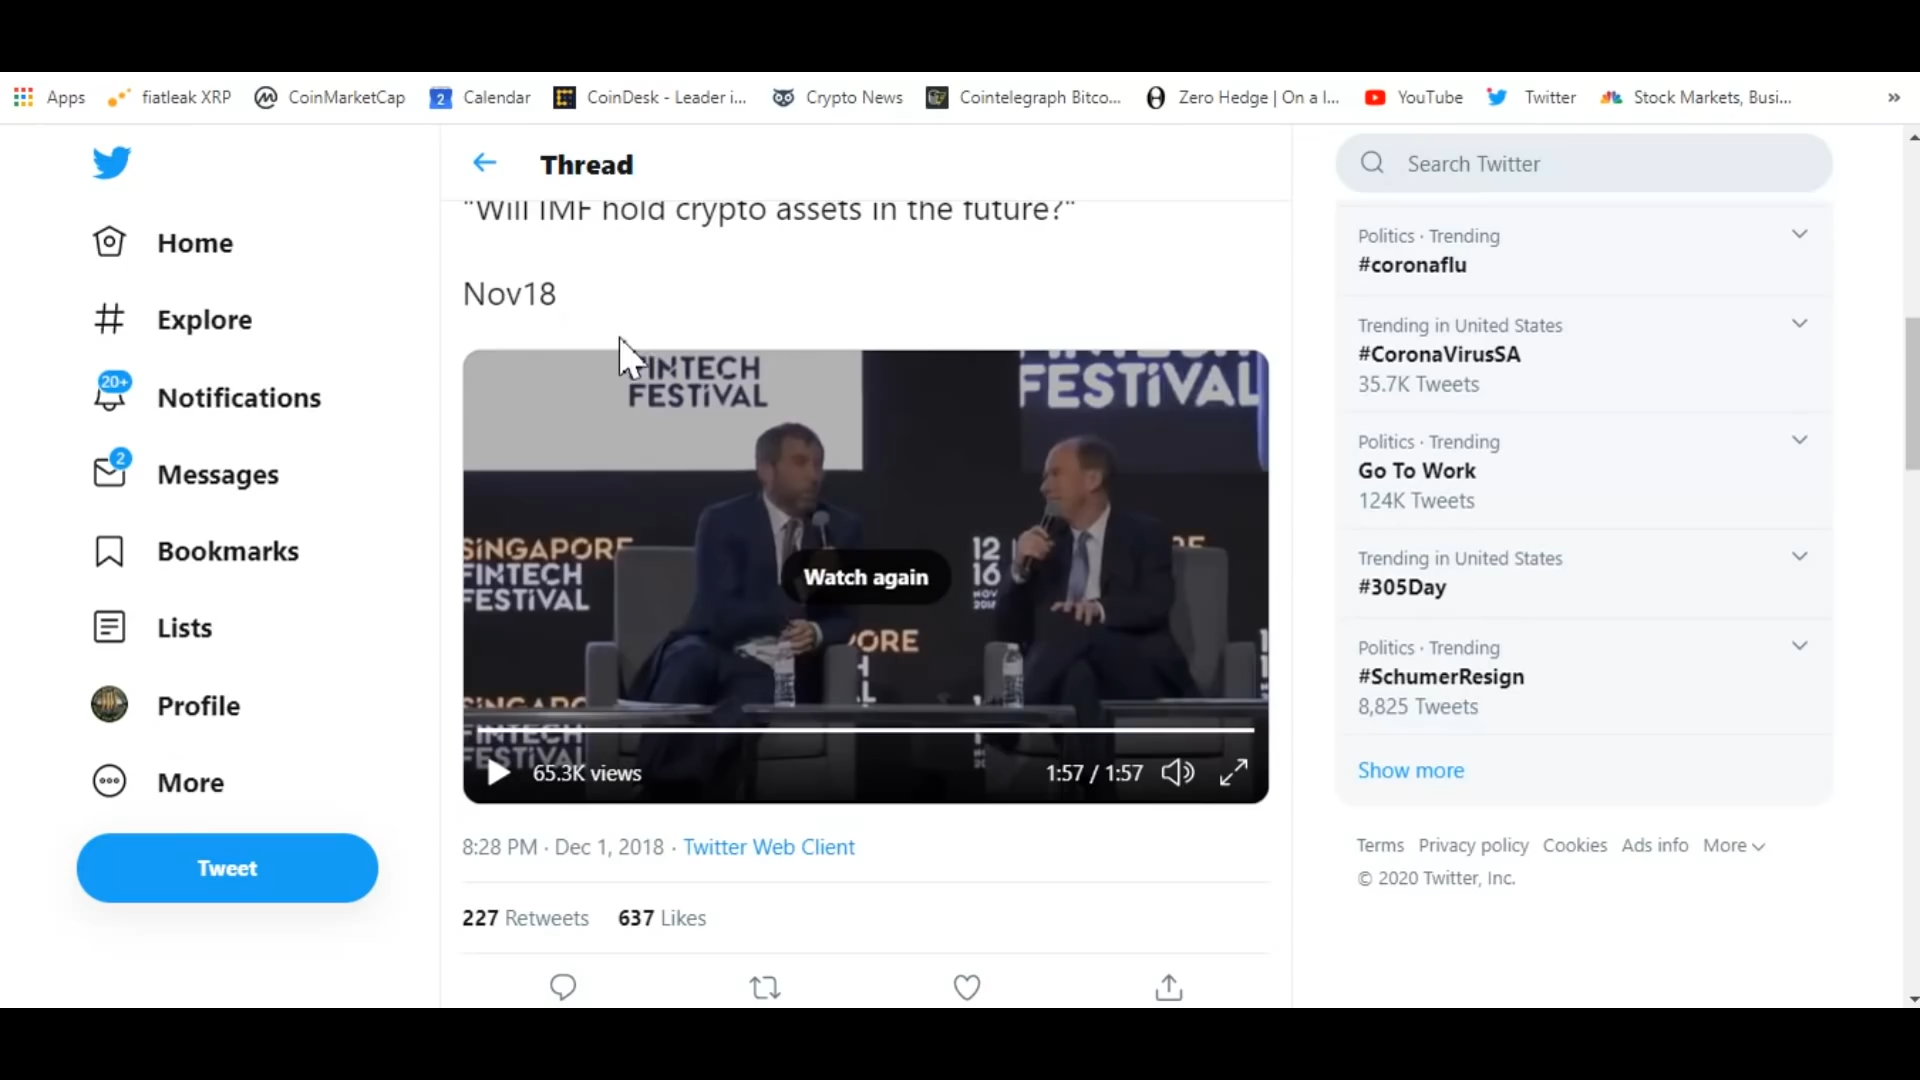 Apps fiatleak XRP CoinMarketCap 2 Calendar CoinDesk - Leader i... Crypto News Cointelegraph Bitco... Zero Hedge | On a l... YouTube Twitter Stock Markets, Busi... »
Thread
Search Twitter
"Will IMF hold crypto assets in the future?"
Nov18
Home
Explore
20+
Notifications
2
Messages
Bookmarks
Lists
Profile
More
Tweet
FINTECH
FESTiVAL
FESTiVAL
SiNGAPORE
FINTECH
FESTiVAL
12
16
NOV
Watch again
65.3K views
1:57 / 1:57
8:28 PM · Dec 1, 2018 · Twitter Web Client
227 Retweets 637 Likes
Politics · Trending
#coronaflu
Trending in United States
#CoronaVirusSA
35.7K Tweets
Politics · Trending
Go To Work
124K Tweets
Trending in United States
#305Day
Politics · Trending
#SchumerResign
8,825 Tweets
Show more
Terms Privacy policy Cookies Ads info More
© 2020 Twitter, Inc.